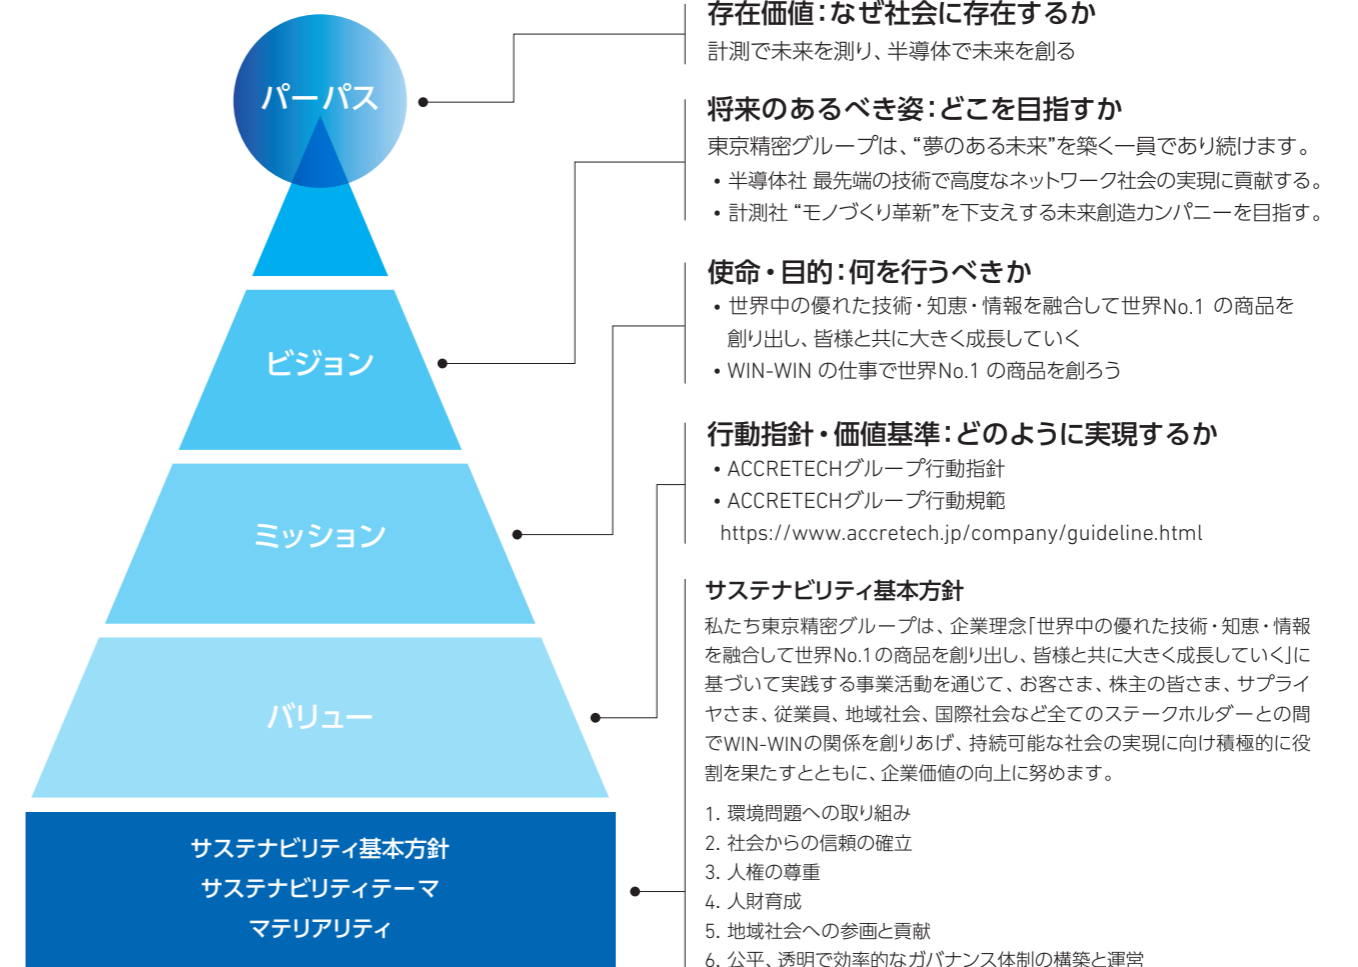 パーパス
ビジョン
ミッション
バリュー
サステナビリティ基本方針
サステナビリティテーマ
マテリアリティ
存在価値：なぜ社会に存在するか
計測で未来を測り、半導体で未来を創る
将来のあるべき姿：どこを目指すか
東京精密グループは、“夢のある未来”を築く一員であり続けます。
• 半導体社 最先端の技術で高度なネットワーク社会の実現に貢献する。
• 計測社 “モノづくり革新”を下支えする未来創造カンパニーを目指す。
使命・目的：何を行うべきか
• 世界中の優れた技術・知恵・情報を融合して世界No.1 の商品を
創り出し、皆様と共に大きく成長していく
• WIN-WIN の仕事で世界No.1 の商品を創ろう
行動指針・価値基準：どのように実現するか
• ACCRETECHグループ行動指針
• ACCRETECHグループ行動規範
https://www.accretech.jp/company/guideline.html
サステナビリティ基本方針
私たち東京精密グループは、企業理念「世界中の優れた技術・知恵・情報
を融合して世界No.1の商品を創り出し、皆様と共に大きく成長していく」に
基づいて実践する事業活動を通じて、お客さま、株主の皆さま、サプライ
ヤさま、従業員、地域社会、国際社会など全てのステークホルダーとの間
でWIN-WINの関係を創りあげ、持続可能な社会の実現に向け積極的に役
割を果たすとともに、企業価値の向上に努めます。
1. 環境問題への取り組み
2. 社会からの信頼の確立
3. 人権の尊重
4. 人財育成
5. 地域社会への参画と貢献
6. 公平、透明で効率的なガバナンス体制の構築と運営